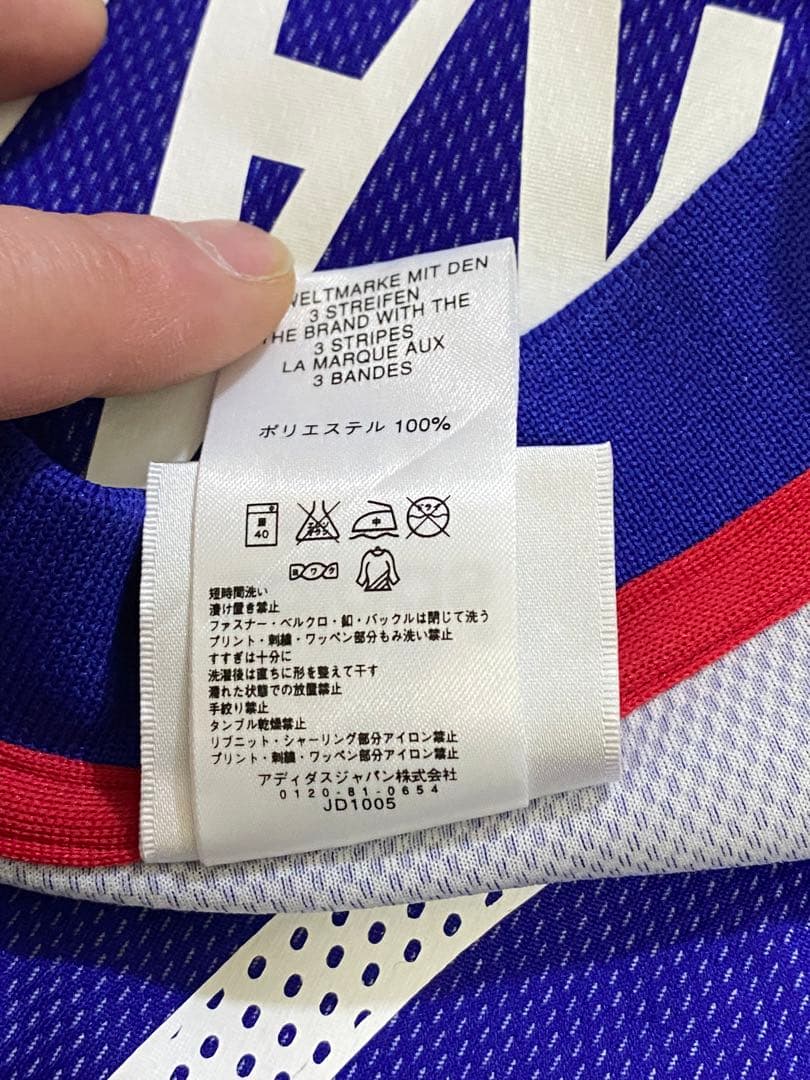 WELTMARKE MIT DEN
3 STREIFEN
THE BRAND WITH THE
3 STRIPES
LA MARQUE AUX
3 BANDES
ポリエステル 100%
40
中
短時間洗い
漬け置き禁止
ファスナー・ベルクロ・釦・バックルは閉じて洗う
プリント・刺繍・ワッペン部分もみ洗い禁止
すすぎは十分に
洗濯後は直ちに形を整えて干す
濡れた状態での放置禁止
手絞り禁止
タンブル乾燥禁止
リブニット・シャーリング部分アイロン禁止
プリント・刺繍・ワッペン部分アイロン禁止
アディダスジャパン株式会社
0120-81-0654
JD1005